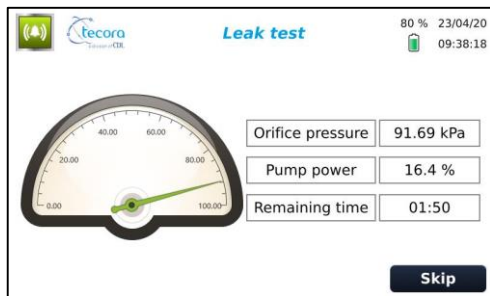 tecora
Leak test
80 % 23/04/20
09:38:18
40.00 60.00
20.00 80.00
0.00 100.00
Orifice pressure 91.69 kPa
Pump power 16.4 %
Remaining time 01:50
Skip